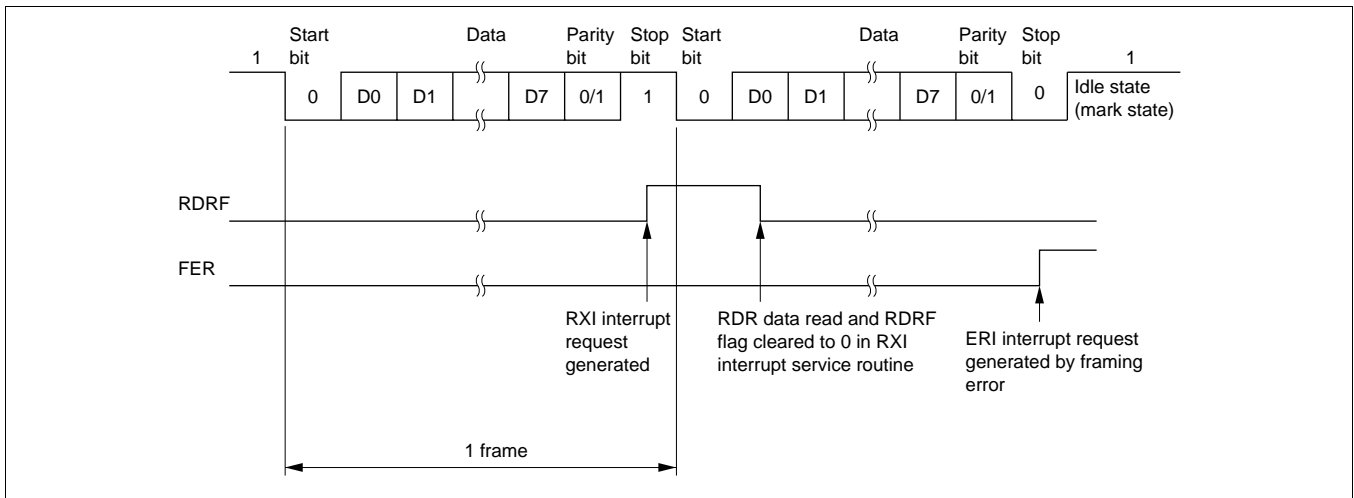 Start Data Parity Stop Start Data Parity Stop
1 bit bit bit bit bit bit 1
0 D0 D1 D7 0/1 1 0 D0 D1 D7 0/1 0 Idle state
(mark state)
RDRF
FER
RXI interrupt
request
generated
RDR data read and RDRF
flag cleared to 0 in RXI
interrupt service routine
ERI interrupt request
generated by framing
error
1 frame